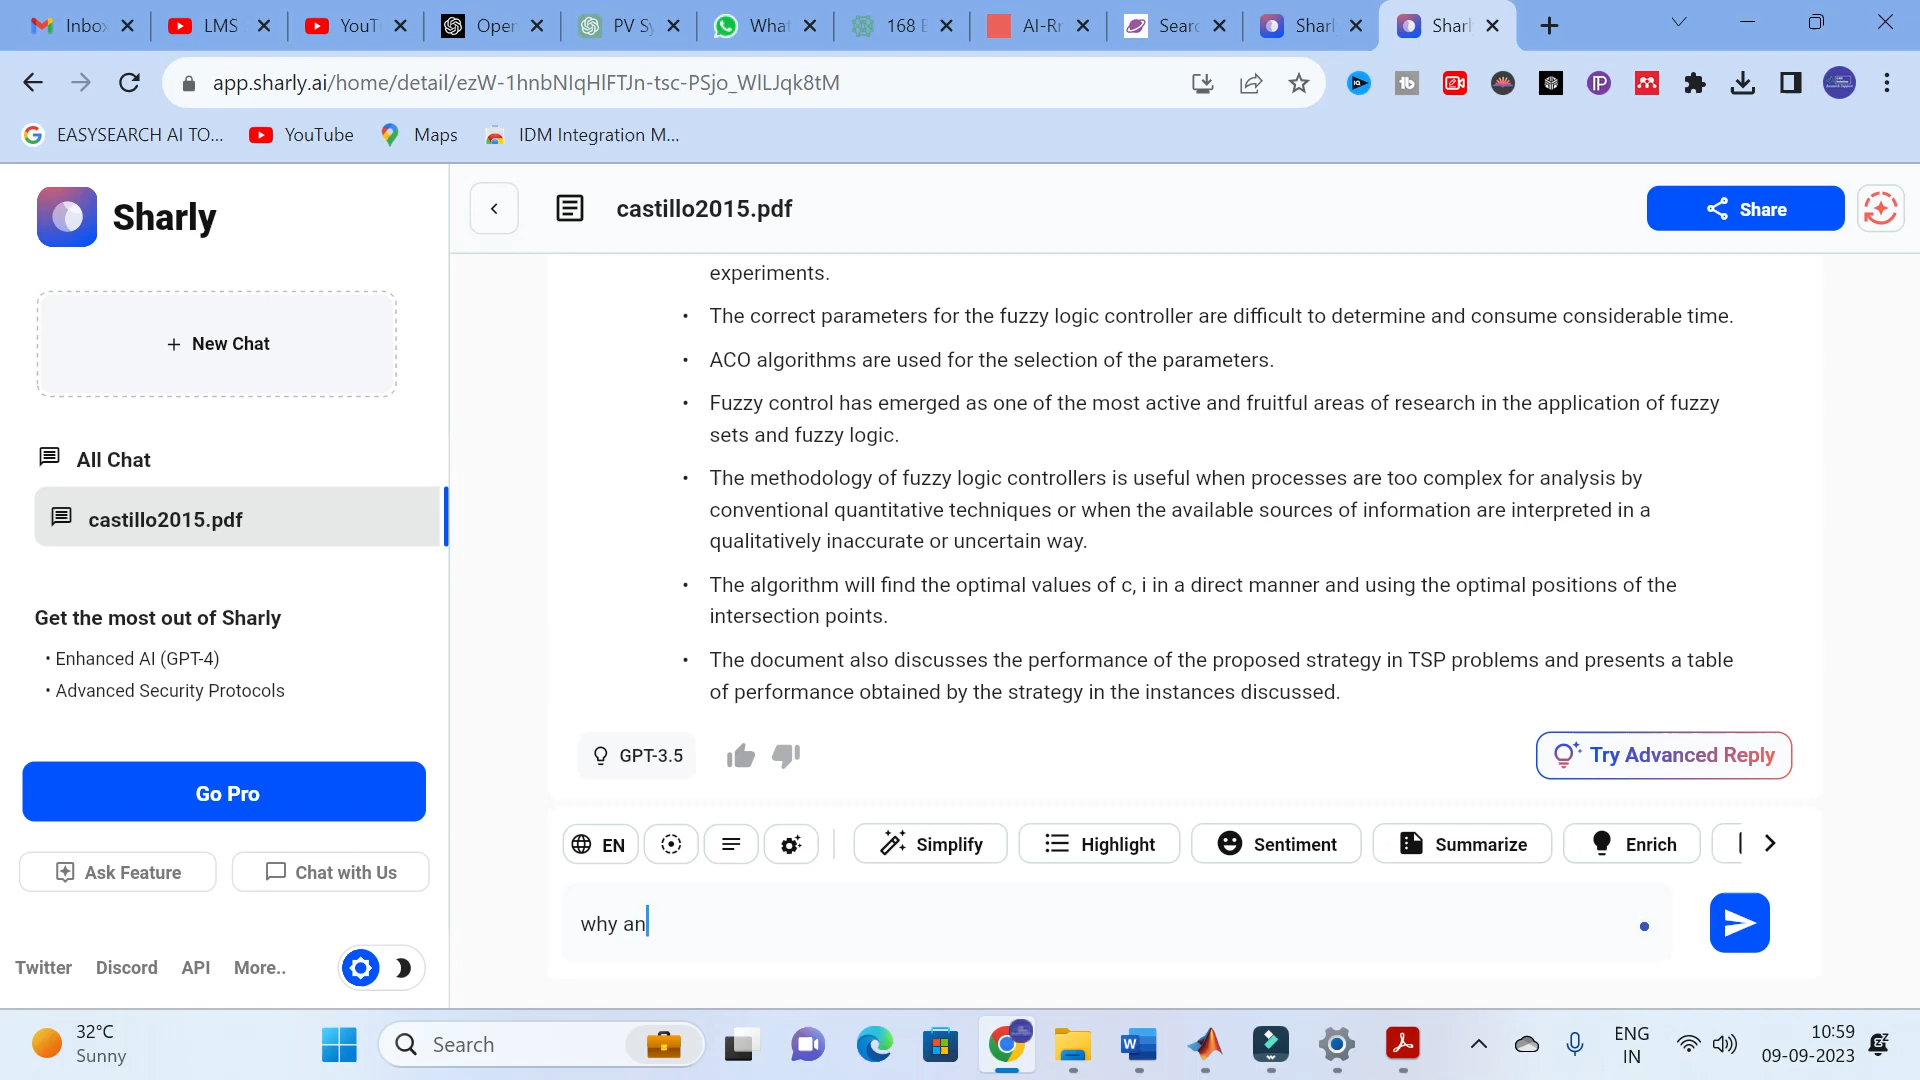 Inbox
LMS
YouT
Open
PV Sy
What
168 E
AI-Rr
Searc
Sharl
Sharl
app.sharly.ai/home/detail/ezW-1hnbNIqHlFTJn-tsc-PSjo_WlLJqk8tM
EASYSEARCH AI TO...
YouTube
Maps
IDM Integration M...
Sharly
castillo2015.pdf
Share
+ New Chat
All Chat
castillo2015.pdf
Get the most out of Sharly
• Enhanced AI (GPT-4)
• Advanced Security Protocols
Go Pro
Ask Feature
Chat with Us
Twitter
Discord
API
More..
experiments.
• The correct parameters for the fuzzy logic controller are difficult to determine and consume considerable time.
• ACO algorithms are used for the selection of the parameters.
• Fuzzy control has emerged as one of the most active and fruitful areas of research in the application of fuzzy
sets and fuzzy logic.
• The methodology of fuzzy logic controllers is useful when processes are too complex for analysis by
conventional quantitative techniques or when the available sources of information are interpreted in a
qualitatively inaccurate or uncertain way.
• The algorithm will find the optimal values of c, i in a direct manner and using the optimal positions of the
intersection points.
• The document also discusses the performance of the proposed strategy in TSP problems and presents a table
of performance obtained by the strategy in the instances discussed.
GPT-3.5
Try Advanced Reply
EN
Simplify
Highlight
Sentiment
Summarize
Enrich
why an
32°C
Sunny
Search
ENG
IN
10:59
09-09-2023